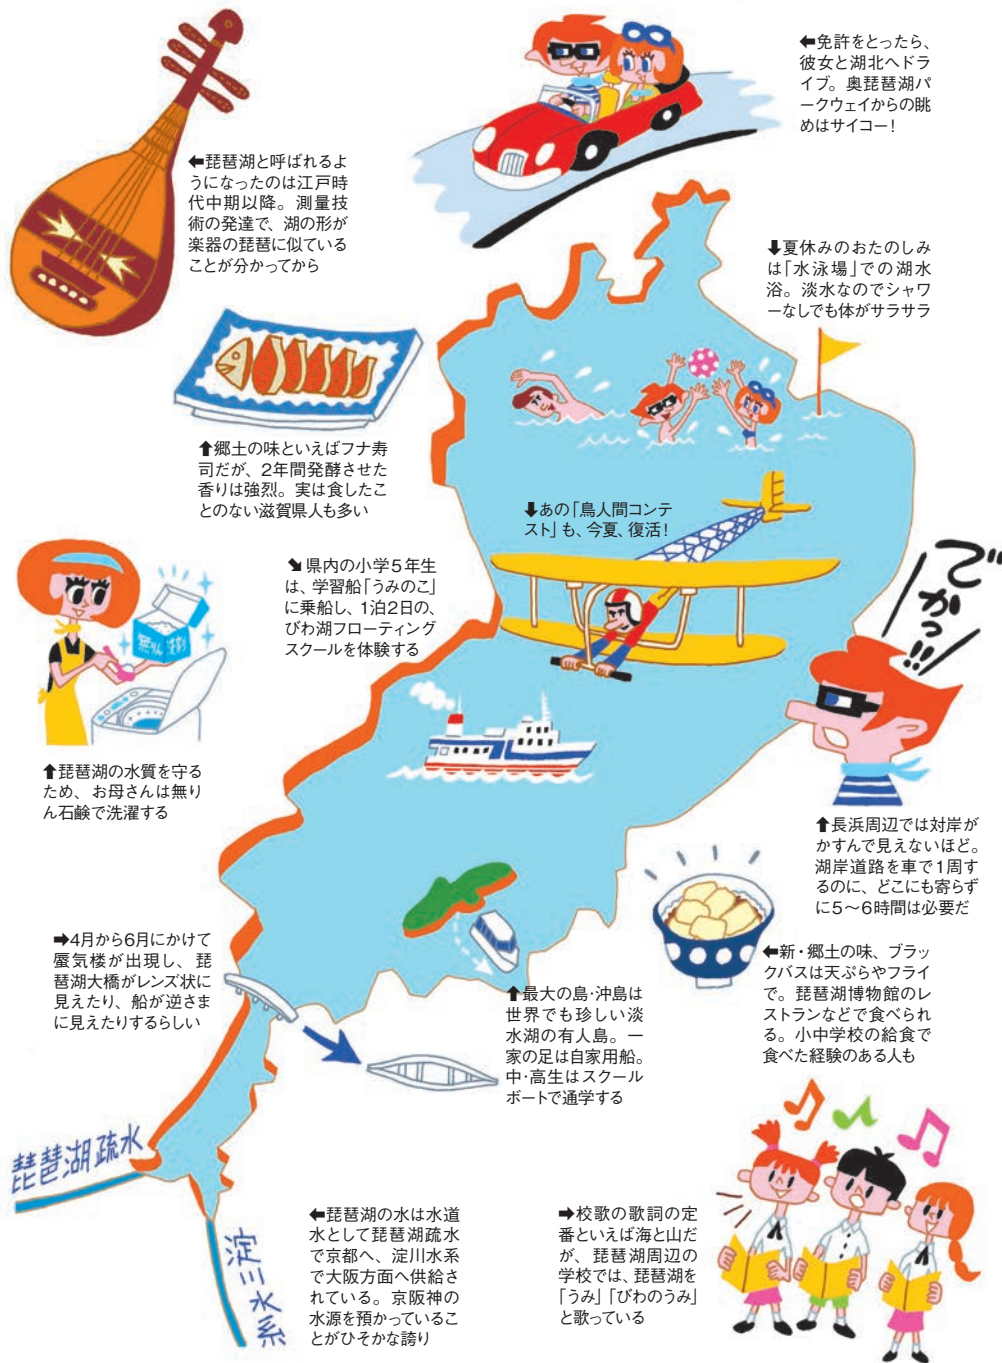 ←免許をとったら、
彼女と湖北へドラ
イブ。奥琵琶湖パ
ークウェイからの眺
めはサイコー！
←琵琶湖と呼ばれるよ
うになったのは江戸時
代中期以降。測量技
術の発達で、湖の形が
楽器の琵琶に似ている
ことが分かってから
↓夏休みのおたのしみ
は「水泳場」での湖水
浴。淡水なのでシャワ
ーなしでも体がサラサラ
↑郷土の味といえばフナ寿
司だが、2年間発酵させた
香りは強烈。実は食したこ
とのない滋賀県人も多い
↓あの「鳥人間コンテ
スト」も、今夏、復活！
↘県内の小学5年生
は、学習船「うみのこ」
に乗船し、1泊2日の、
びわ湖フローティング
スクールを体験する
でかっ!!
無りん 洗剤
↑琵琶湖の水質を守る
ため、お母さんは無り
ん石鹸で洗濯する
↑長浜周辺では対岸が
かすんで見えないほど。
湖岸道路を車で1周す
るのに、どこにも寄らず
に5〜6時間は必要だ
→4月から6月にかけて
蜃気楼が出現し、琵
琶湖大橋がレンズ状に
見えたり、船が逆さま
に見えたりするらしい
↑最大の島・沖島は
世界でも珍しい淡
水湖の有人島。一
家の足は自家用船。
中・高生はスクール
ボートで通学する
←新・郷土の味、ブラッ
クバスは天ぷらやフライ
で。琵琶湖博物館のレ
ストランなどで食べられ
る。小中学校の給食で
食べた経験のある人も
琵琶湖疏水
淀川水系
←琵琶湖の水は水道
水として琵琶湖疏水
で京都へ、淀川水系
で大阪方面へ供給さ
れている。京阪神の
水源を預かっているこ
とがひそかな誇り
→校歌の歌詞の定
番といえば海と山だ
が、琵琶湖周辺の
学校では、琵琶湖を
「うみ」「びわのうみ」
と歌っている